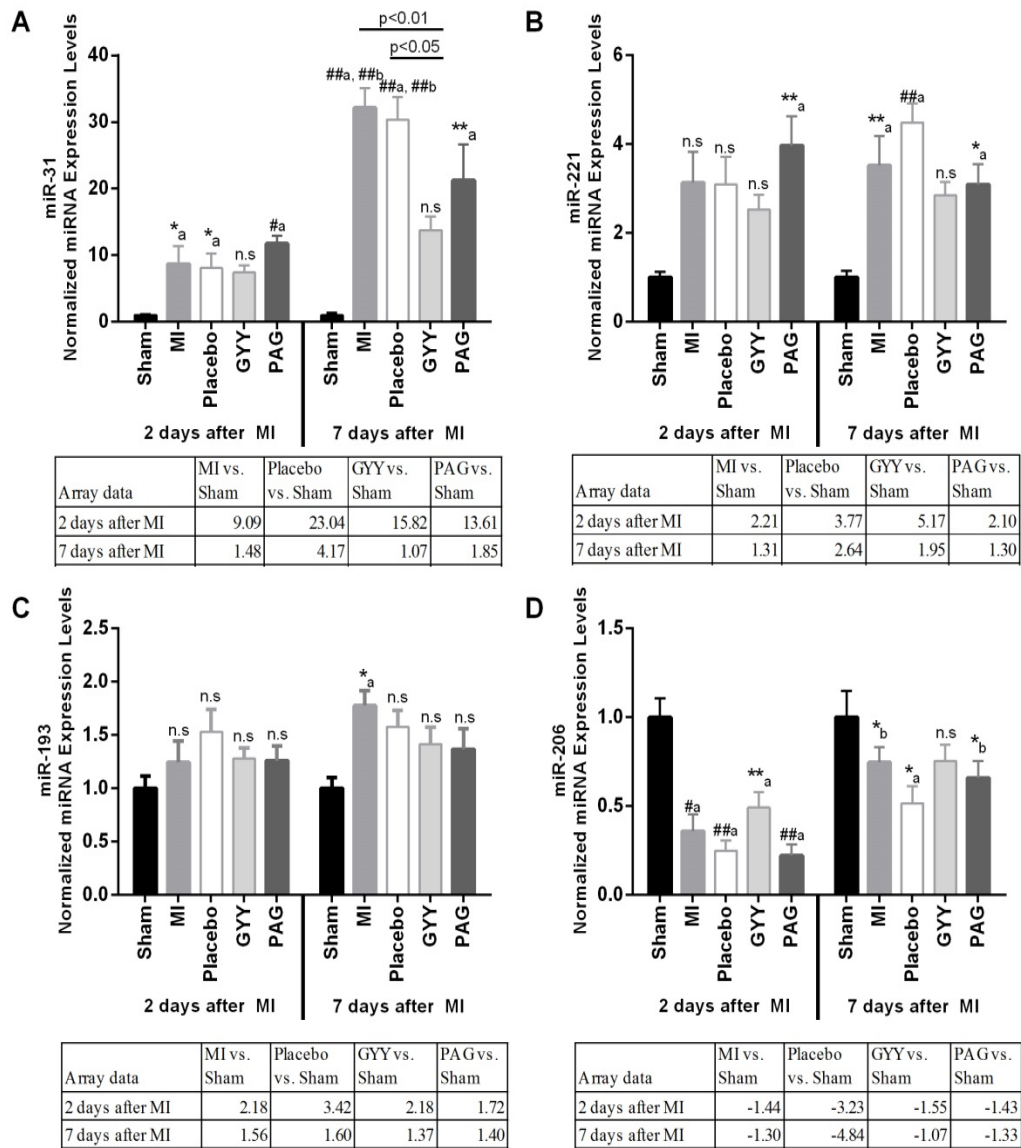 A
miR-31
Normalized miRNA Expression Levels
40
30
20
10
0
p<0.01
p<0.05
*a
*a
n.s
#a
##a, ##b
##a, ##b
n.s
**a
Sham
MI
Placebo
GYY
PAG
Sham
MI
Placebo
GYY
PAG
2 days after MI
7 days after MI
Array data MI vs. Sham Placebo vs. Sham GYY vs. Sham PAG vs. Sham
2 days after MI 9.09 23.04 15.82 13.61
7 days after MI 1.48 4.17 1.07 1.85
B
miR-221
Normalized miRNA Expression Levels
6
4
2
0
n.s
n.s
n.s
**a
**a
##a
n.s
*a
Sham
MI
Placebo
GYY
PAG
Sham
MI
Placebo
GYY
PAG
2 days after MI
7 days after MI
Array data MI vs. Sham Placebo vs. Sham GYY vs. Sham PAG vs. Sham
2 days after MI 2.21 3.77 5.17 2.10
7 days after MI 1.31 2.64 1.95 1.30
C
miR-193
Normalized miRNA Expression Levels
2.5
2.0
1.5
1.0
0.5
0.0
n.s
n.s
n.s
n.s
*a
n.s
n.s
n.s
Sham
MI
Placebo
GYY
PAG
Sham
MI
Placebo
GYY
PAG
2 days after MI
7 days after MI
Array data MI vs. Sham Placebo vs. Sham GYY vs. Sham PAG vs. Sham
2 days after MI 2.18 3.42 2.18 1.72
7 days after MI 1.56 1.60 1.37 1.40
D
miR-206
Normalized miRNA Expression Levels
1.5
1.0
0.5
0.0
#a
##a
**a
##a
*b
*a
n.s
*b
Sham
MI
Placebo
GYY
PAG
Sham
MI
Placebo
GYY
PAG
2 days after MI
7 days after MI
Array data MI vs. Sham Placebo vs. Sham GYY vs. Sham PAG vs. Sham
2 days after MI -1.44 -3.23 -1.55 -1.43
7 days after MI -1.30 -4.84 -1.07 -1.33